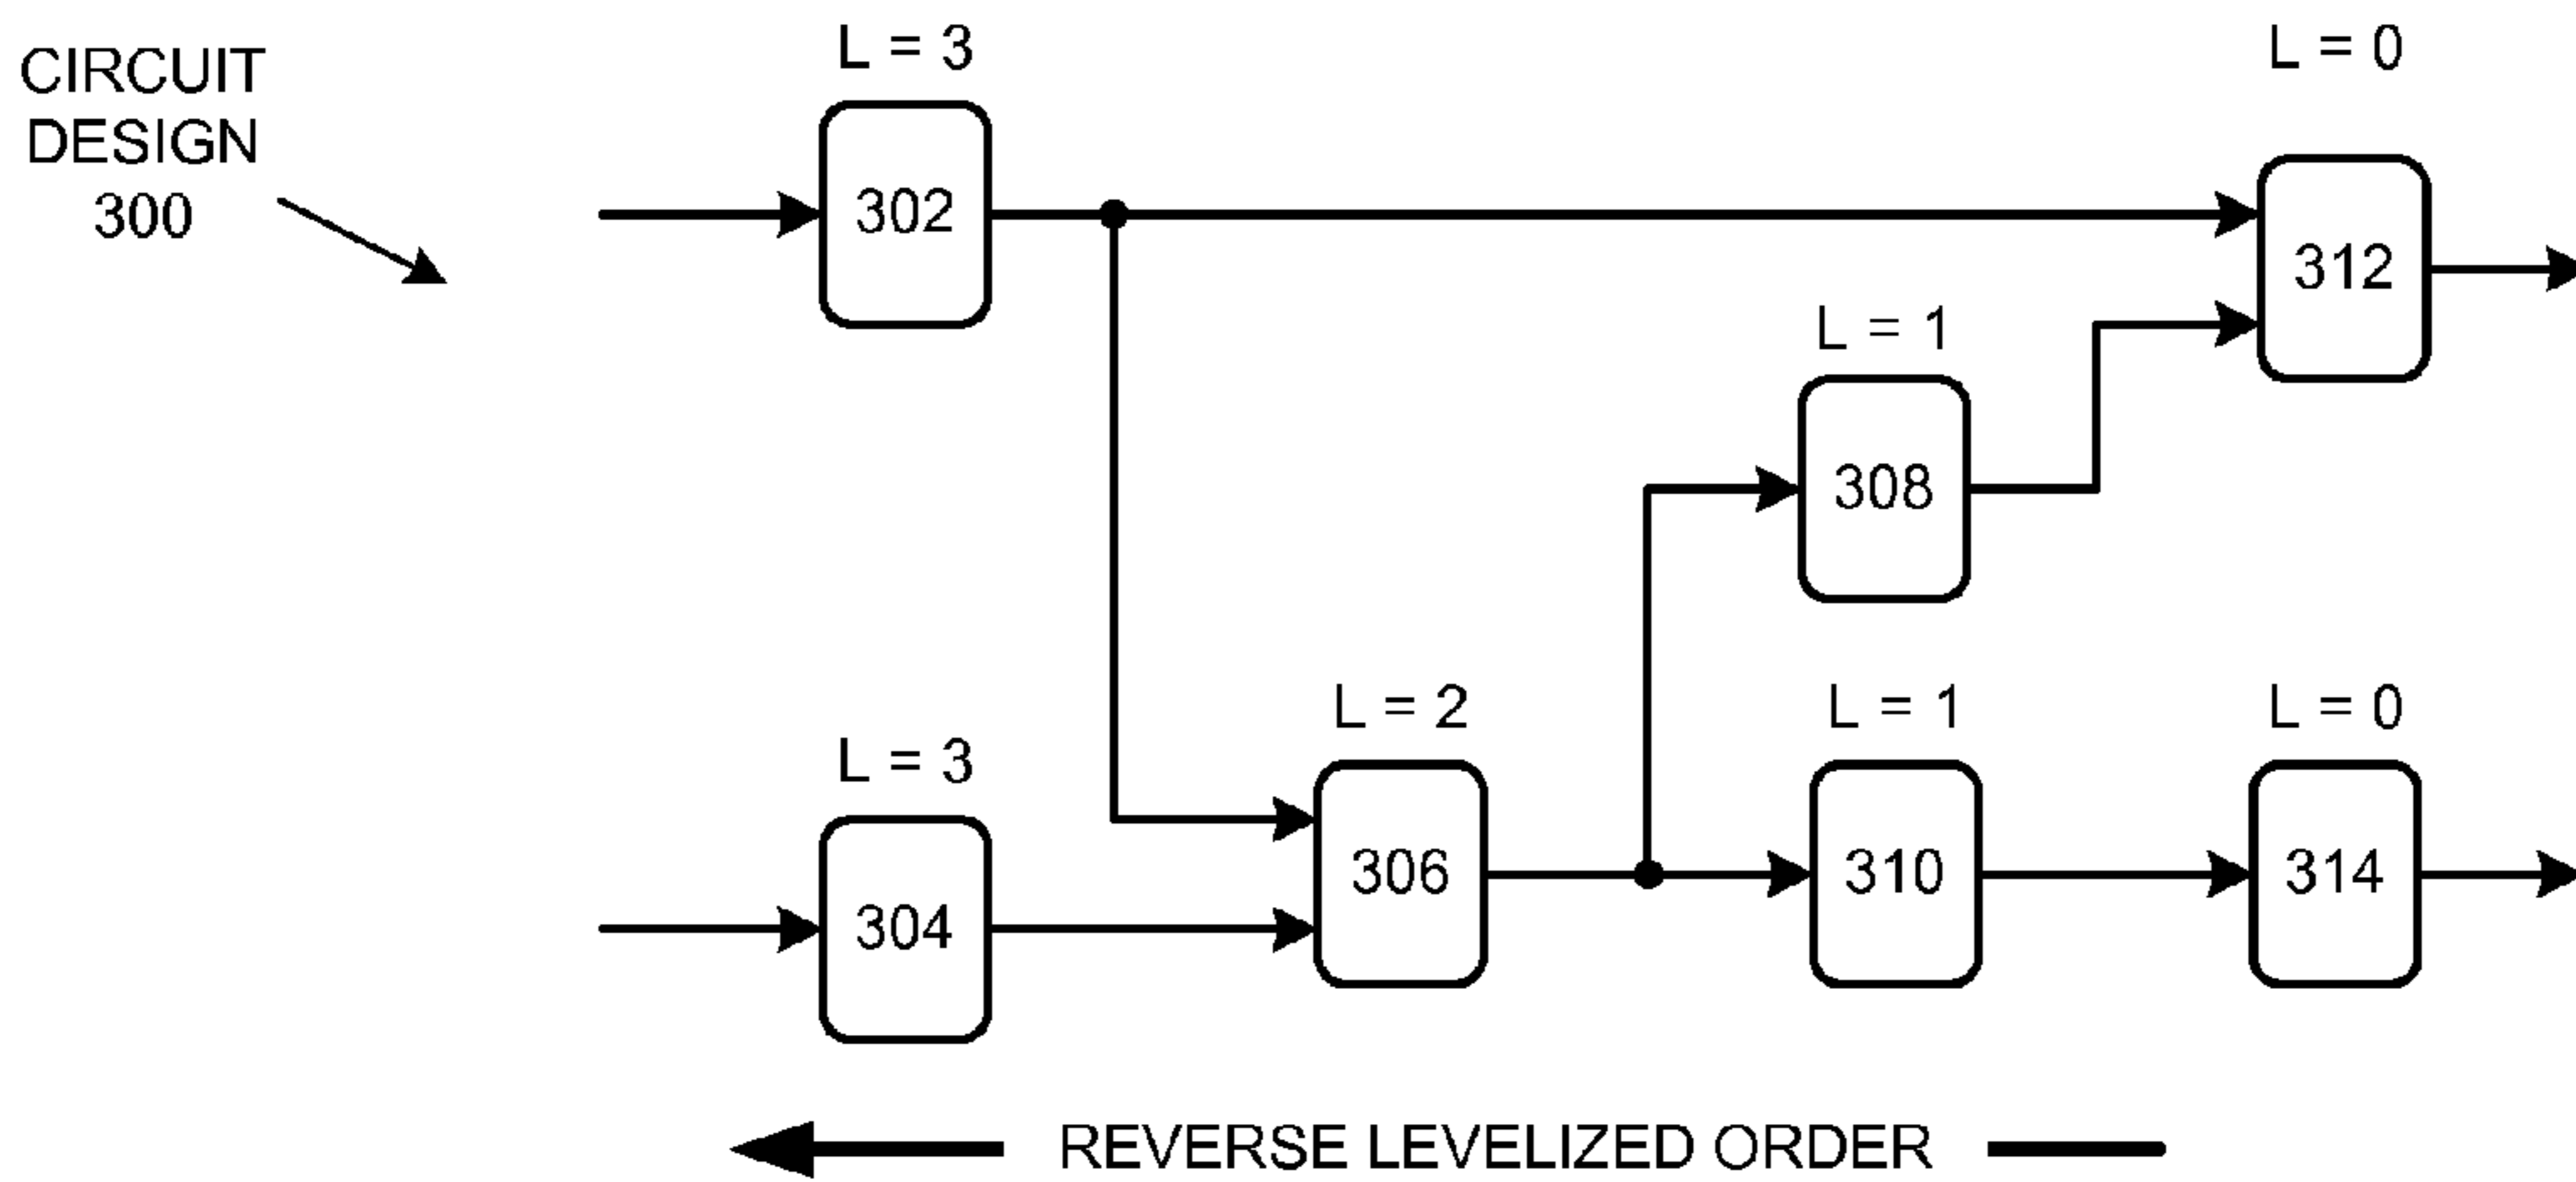 CIRCUIT
DESIGN
300
L = 3
L = 0
302
312
L = 1
308
L = 3
L = 2
L = 1
L = 0
304
306
310
314
REVERSE LEVELIZED ORDER